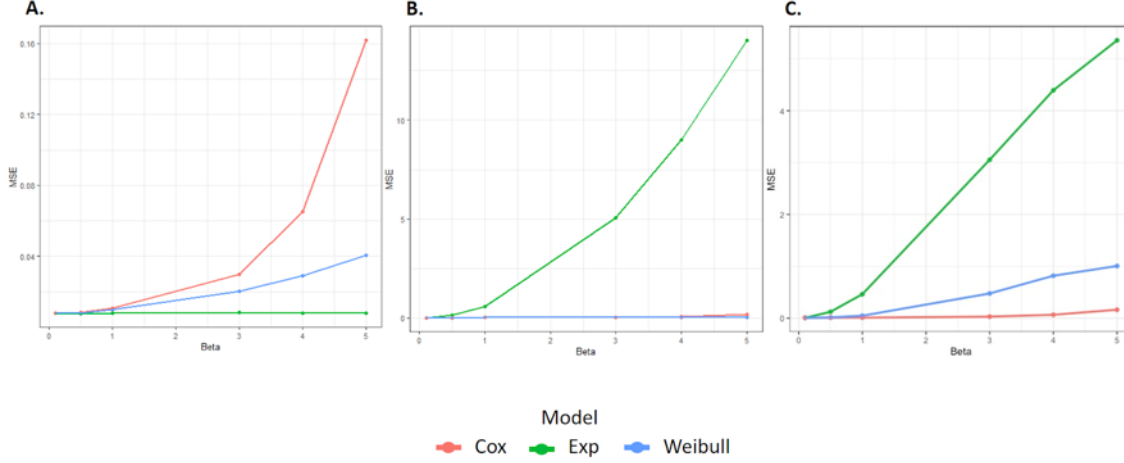 A.
B.
C.
0.16
0.12
0.08
0.04
MSE
0 1 2 3 4 5
Beta
10
5
0
MSE
0 1 2 3 4 5
Beta
4
2
0
MSE
0 1 2 3 4 5
Beta
Model
Cox Exp Weibull